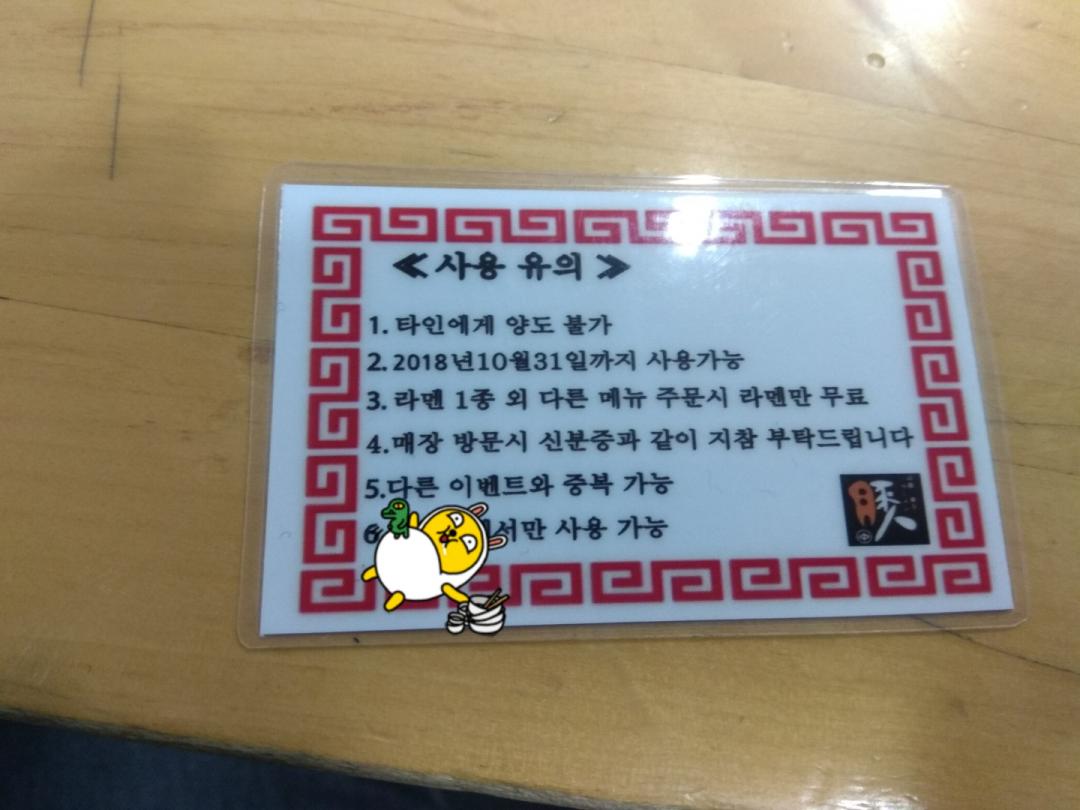 ≪사용 유의≫
1. 타인에게 양도 불가
2. 2018년10월31일까지 사용가능
3. 라멘 1종 외 다른 메뉴 주문시 라멘만 무료
4.매장 방문시 신분증과 같이 지참 부탁드립니다
5.다른 이벤트와 중복 가능
사용 가능